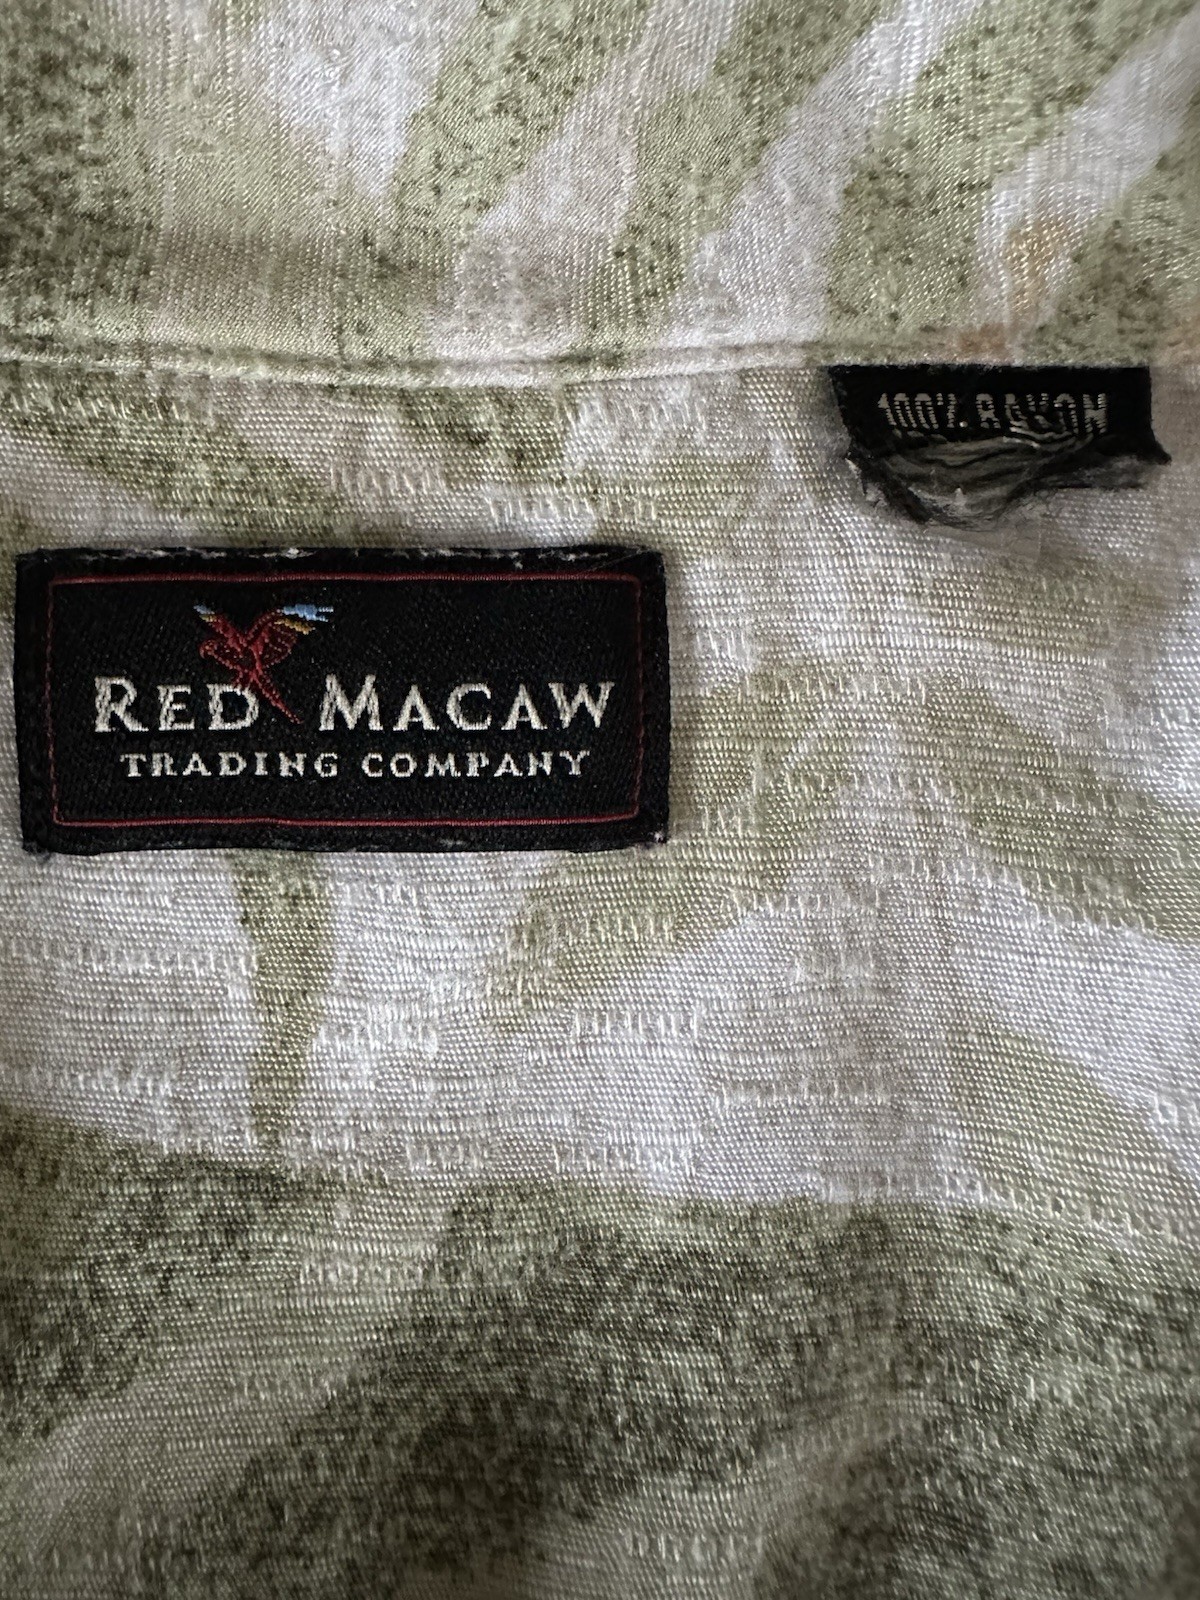 100% RAYON
RED MACAW
TRADING COMPANY